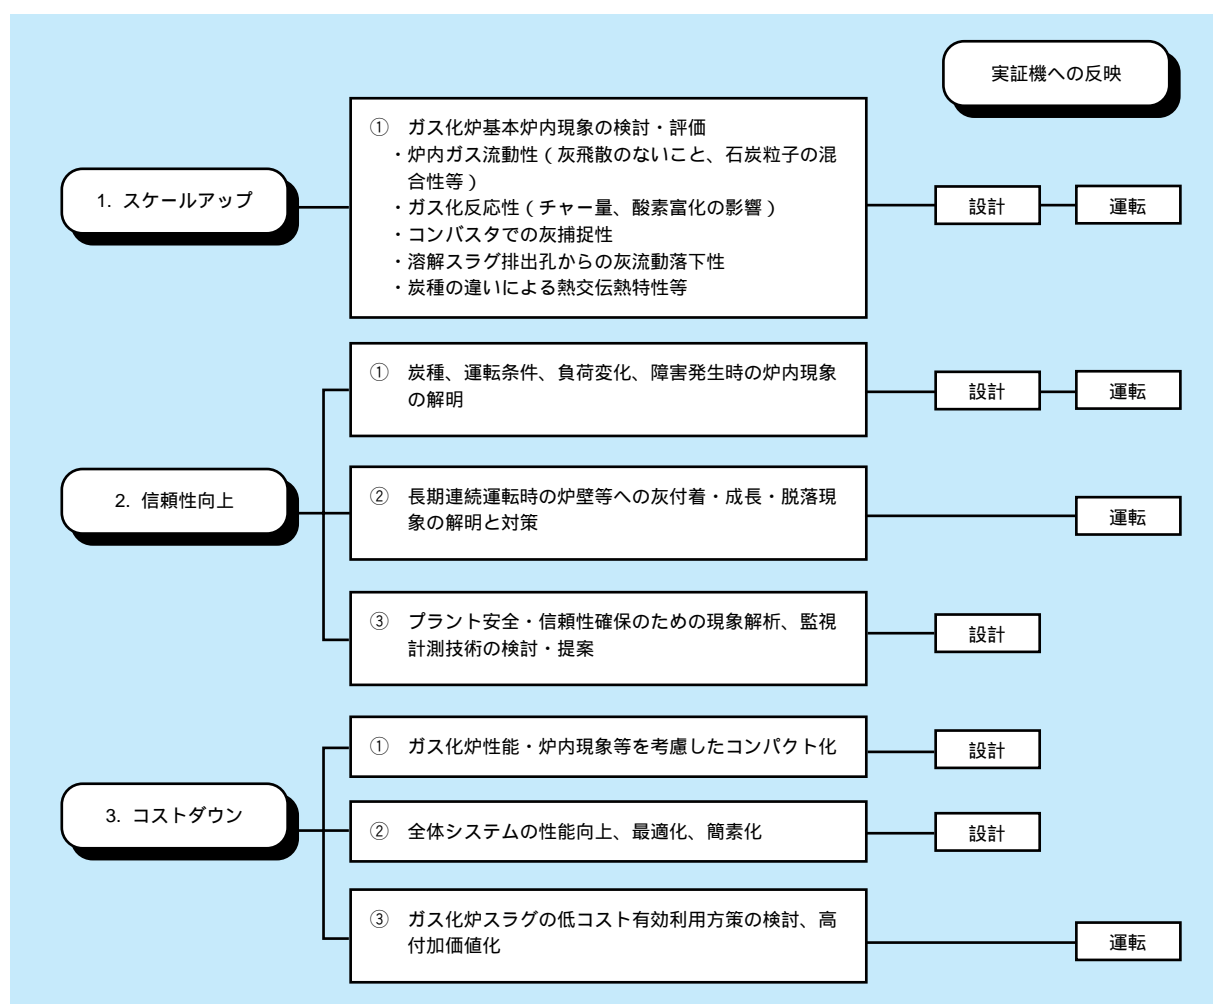 実証機への反映
1. スケールアップ
① ガス化炉基本炉内現象の検討・評価
・炉内ガス流動性（灰飛散のないこと、石炭粒子の混
合性等）
・ガス化反応性（チャー量、酸素富化の影響）
・コンバスタでの灰捕捉性
・溶解スラグ排出孔からの灰流動落下性
・炭種の違いによる熱交伝熱特性等
設計
運転
2. 信頼性向上
① 炭種、運転条件、負荷変化、障害発生時の炉内現象
の解明
設計
運転
② 長期連続運転時の炉壁等への灰付着・成長・脱落現
象の解明と対策
運転
③ プラント安全・信頼性確保のための現象解析、監視
計測技術の検討・提案
設計
3. コストダウン
① ガス化炉性能・炉内現象等を考慮したコンパクト化
設計
② 全体システムの性能向上、最適化、簡素化
設計
③ ガス化炉スラグの低コスト有効利用方策の検討、高
付加価値化
運転